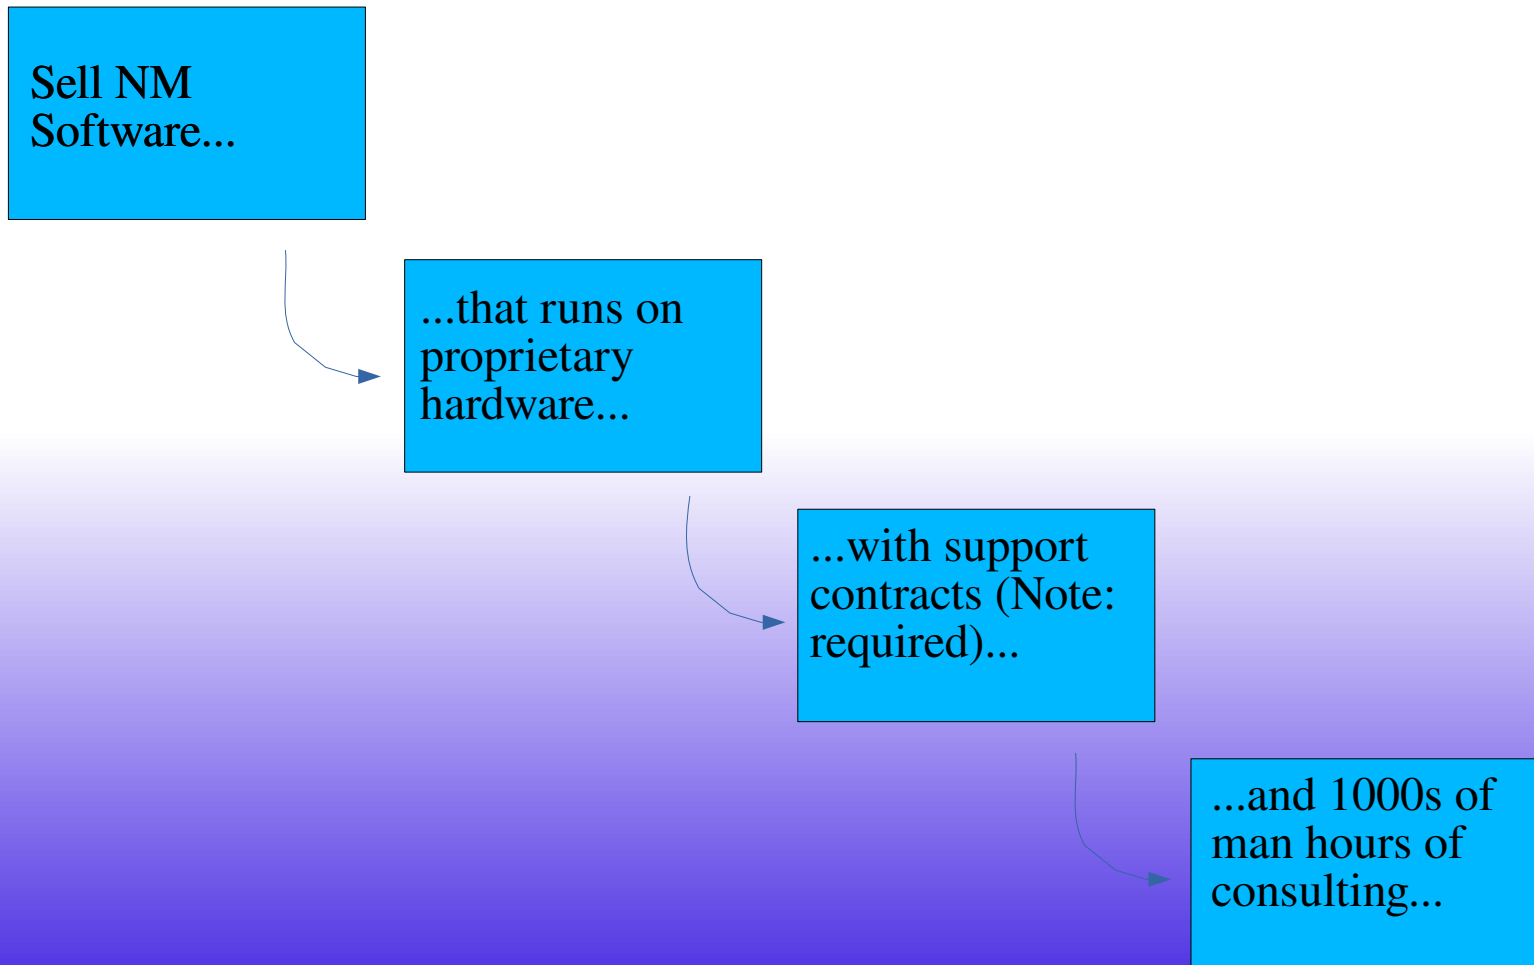 Sell NM
Software...
...that runs on
proprietary
hardware...
...with support
contracts (Note:
required)...
...and 1000s of
man hours of
consulting...